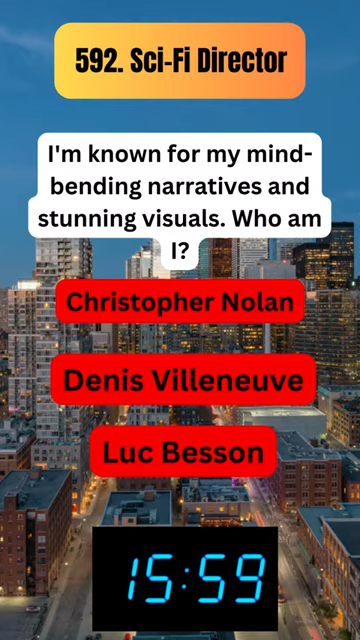 592. Sci-Fi Director
I'm known for my mind-
bending narratives and
stunning visuals. Who am
I?
Christopher Nolan
Denis Villeneuve
Luc Besson
15:59